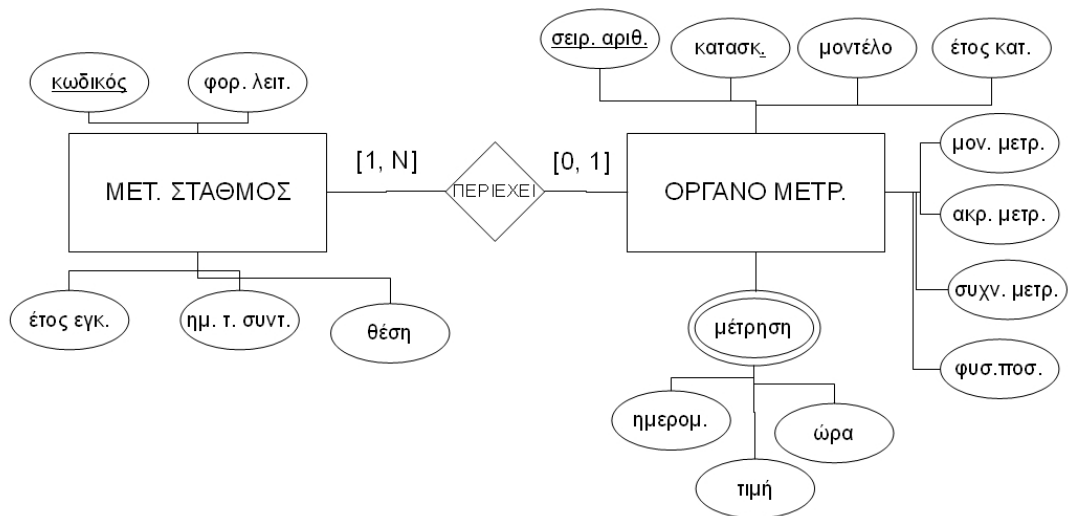 σειρ. αριθ.
κατασκ.
μοντέλο
έτος κατ.
κωδικός
φορ. λειτ.
ΜΕΤ. ΣΤΑΘΜΟΣ
[1, N]
ΠΕΡΙΕΧΕΙ
[0, 1]
ΟΡΓΑΝΟ ΜΕΤΡ.
μον. μετρ.
ακρ. μετρ.
συχν. μετρ.
φυσ.ποσ.
έτος εγκ.
ημ. τ. συντ.
θέση
μέτρηση
ημερομ.
ώρα
τιμή